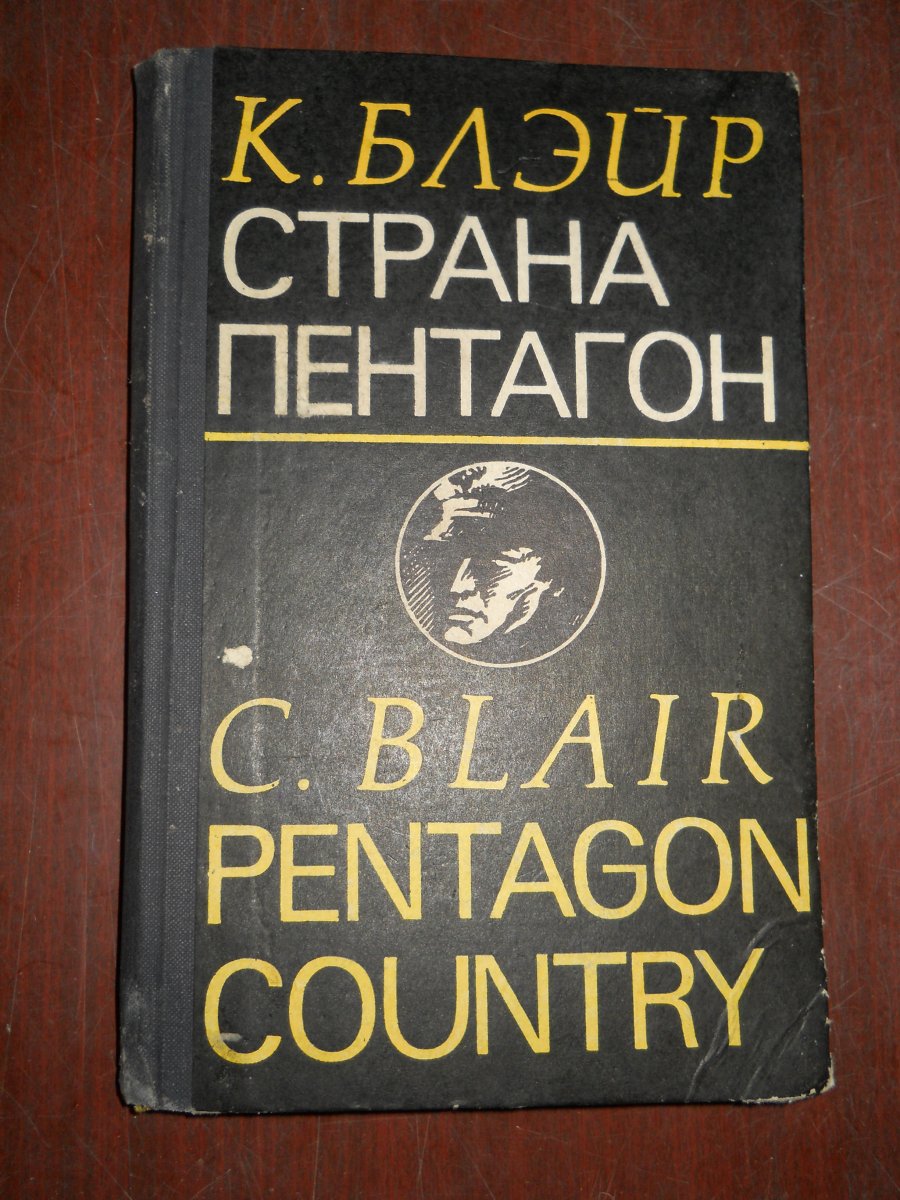 К. БЛЭЙР
СТРАНА
ПЕНТАГОН
C. BLAIR
PENTAGON
COUNTRY